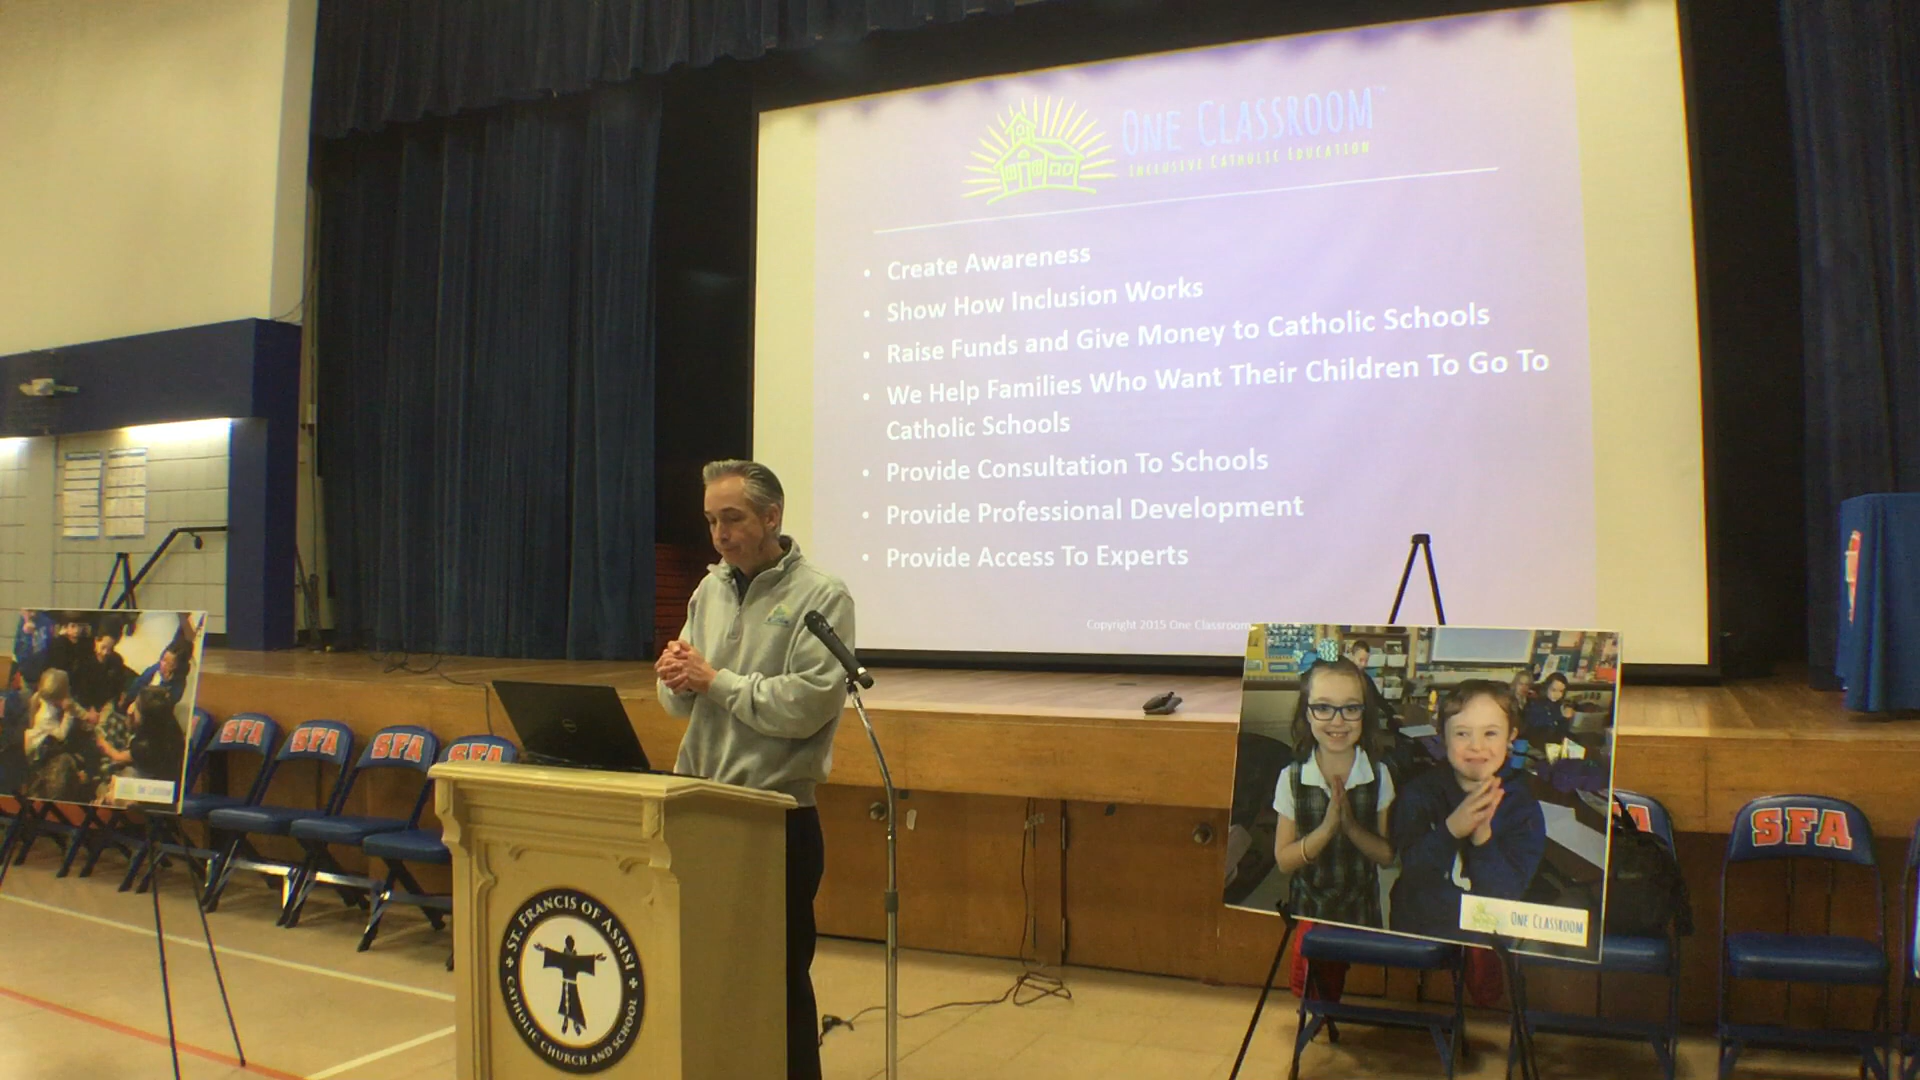 ONE CLASSROOM™
INCLUSIVE CATHOLIC EDUCATION
• Create Awareness
• Show How Inclusion Works
• Raise Funds and Give Money to Catholic Schools
• We Help Families Who Want Their Children To Go To
Catholic Schools
• Provide Consultation To Schools
• Provide Professional Development
• Provide Access To Experts
Copyright 2015 One Classroom
SFA
SFA
SFA
SFA
SFA
ONE CLASSROOM
ONE CLASSROOM
ST. FRANCIS OF ASSISI
CATHOLIC CHURCH AND SCHOOL
DELL